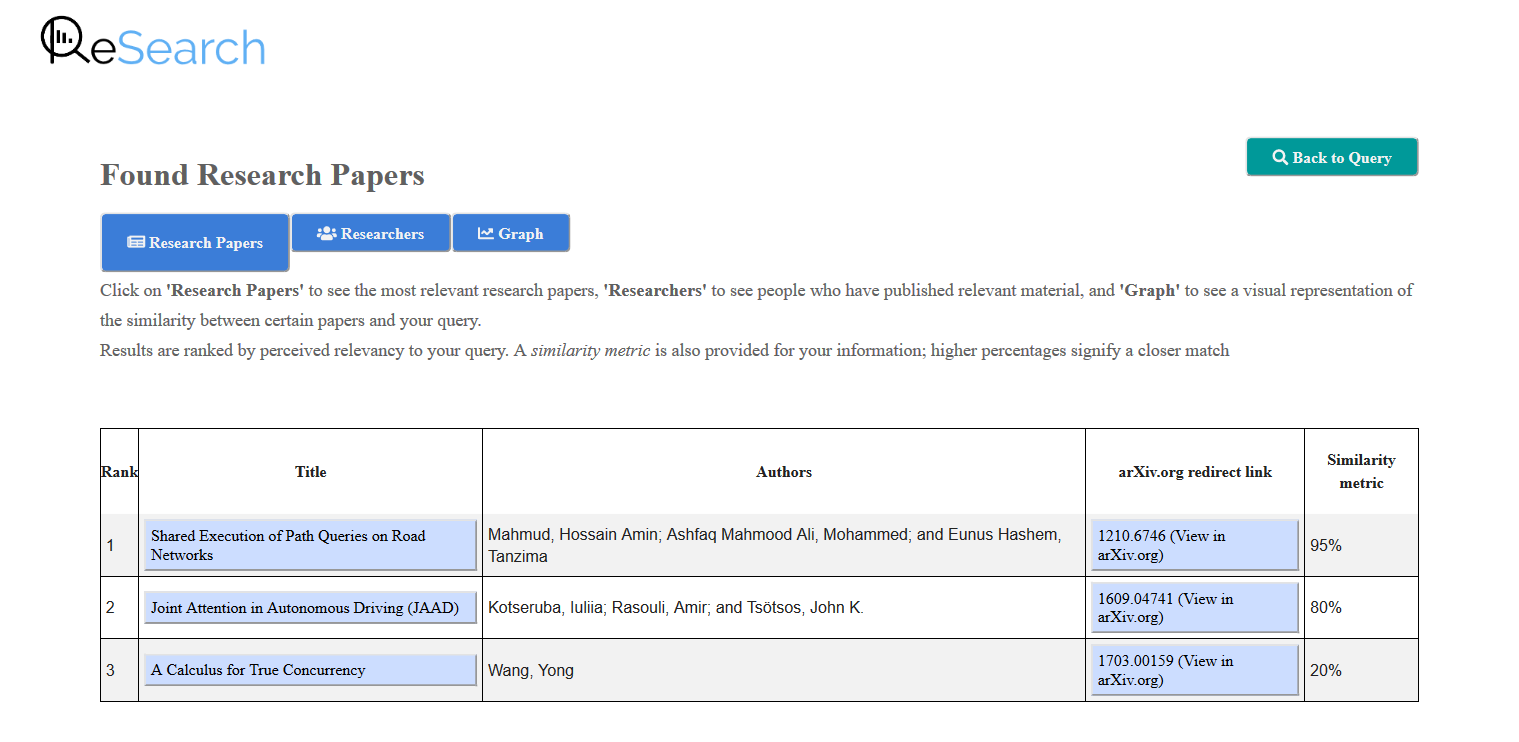 ReSearch
Back to Query
Found Research Papers
Research Papers
Researchers
Graph
Click on 'Research Papers' to see the most relevant research papers, 'Researchers' to see people who have published relevant material, and 'Graph' to see a visual representation of
the similarity between certain papers and your query.
Results are ranked by perceived relevancy to your query. A similarity metric is also provided for your information; higher percentages signify a closer match
Rank
Title
Authors
arXiv.org redirect link
Similarity
metric
1
Shared Execution of Path Queries on Road
Networks
Mahmud, Hossain Amin; Ashfaq Mahmood Ali, Mohammed; and Eunus Hashem,
Tanzima
1210.6746 (View in
arXiv.org)
95%
2
Joint Attention in Autonomous Driving (JAAD)
Kotseruba, Iuliia; Rasouli, Amir; and Tsötsos, John K.
1609.04741 (View in
arXiv.org)
80%
3
A Calculus for True Concurrency
Wang, Yong
1703.00159 (View in
arXiv.org)
20%